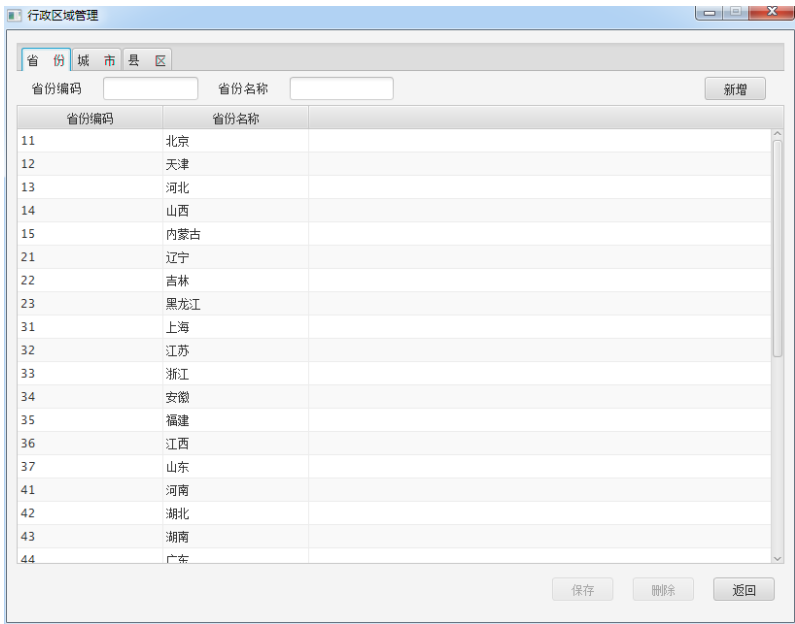 行政区域管理
省 份 城 市 县 区
省份编码 省份名称 新增
省份编码 省份名称
11 北京
12 天津
13 河北
14 山西
15 内蒙古
21 辽宁
22 吉林
23 黑龙江
31 上海
32 江苏
33 浙江
34 安徽
35 福建
36 江西
37 山东
41 河南
42 湖北
43 湖南
44 广东
保存 删除 返回